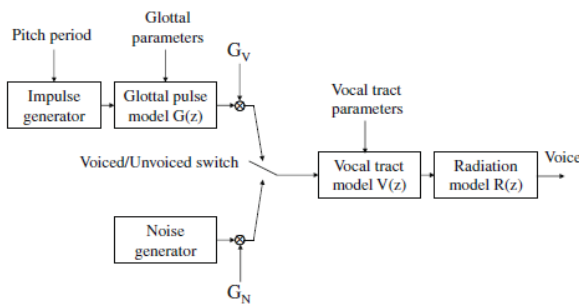 Pitch period
Glottal
parameters
G_V
Impulse
generator
Glottal pulse
model G(z)
Vocal tract
parameters
Voiced/Unvoiced switch
Vocal tract
model V(z)
Radiation
model R(z)
Voice
Noise
generator
G_N